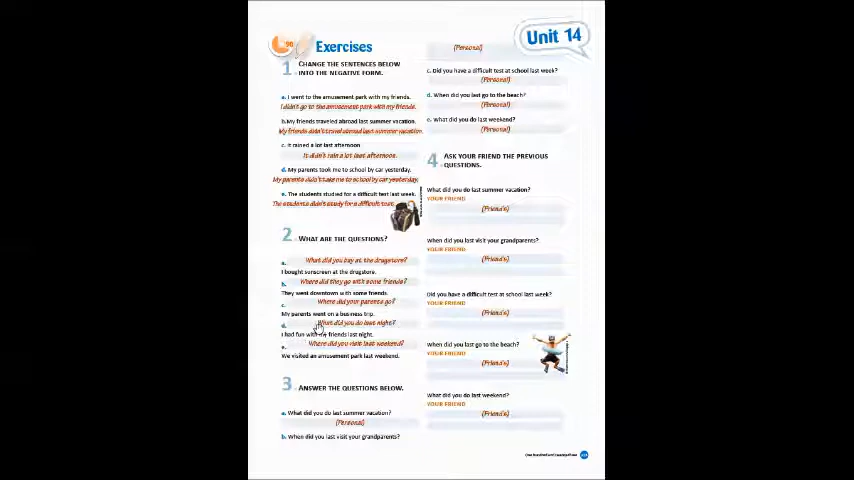 Unit 14
Exercises
1. CHANGE THE SENTENCES BELOW
INTO THE NEGATIVE FORM.
a. I went to the amusement park with my friends.
I didn't go to the amusement park with my friends.
b.My friends traveled abroad last summer vacation.
My friends didn't travel abroad last summer vacation.
c. It rained a lot last afternoon
It didn't rain a lot last afternoon.
d. My parents took me to school by car yesterday.
My parents didn't take me to school by car yesterday.
e. The students studied for a difficult test last week.
The students didn't study for a difficult test.
2. WHAT ARE THE QUESTIONS?
a. What did you buy at the drugstore?
I bought sunscreen at the drugstore.
b. Where did they go with some friends?
They went downtown with some friends.
c. Where did your parents go?
My parents went on a business trip.
d. What did you do last night?
I had fun with my friends last night.
e. Where did you visit last weekend?
We visited an amusement park last weekend.
3. ANSWER THE QUESTIONS BELOW.
a. What did you do last summer vacation?
(Personal)
b. When did you last visit your grandparents?
(Personal)
c. Did you have a difficult test at school last week?
(Personal)
d. When did you last go to the beach?
(Personal)
e. What did you do last weekend?
(Personal)
4. ASK YOUR FRIEND THE PREVIOUS
QUESTIONS.
What did you do last summer vacation?
YOUR FRIEND
(Friend's)
When did you last visit your grandparents?
YOUR FRIEND
(Friend's)
Did you have a difficult test at school last week?
YOUR FRIEND
(Friend's)
When did you last go to the beach?
YOUR FRIEND
(Friend's)
What did you do last weekend?
YOUR FRIEND
(Friend's)